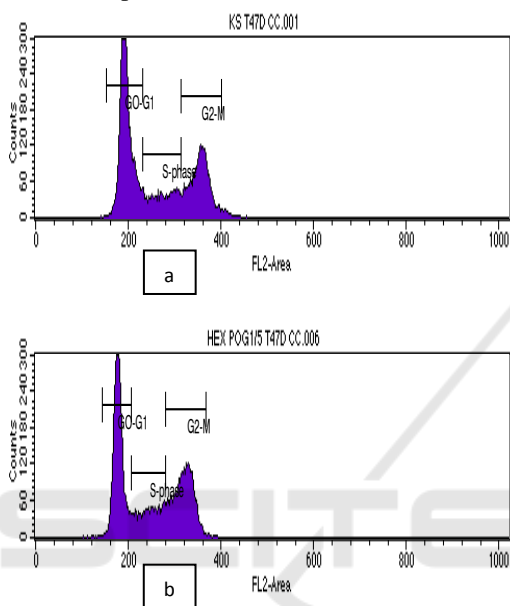 KS T47D CC.001
Counts
0 60 120 180 240 300
G0-G1
G2-M
S-phase
0 200 400 600 800 1000
FL2-Area
a
HEX POG1/5 T47D CC.006
Counts
0 60 120 180 240 300
G0-G1
G2-M
S-phase
0 200 400 600 800 1000
FL2-Area
b